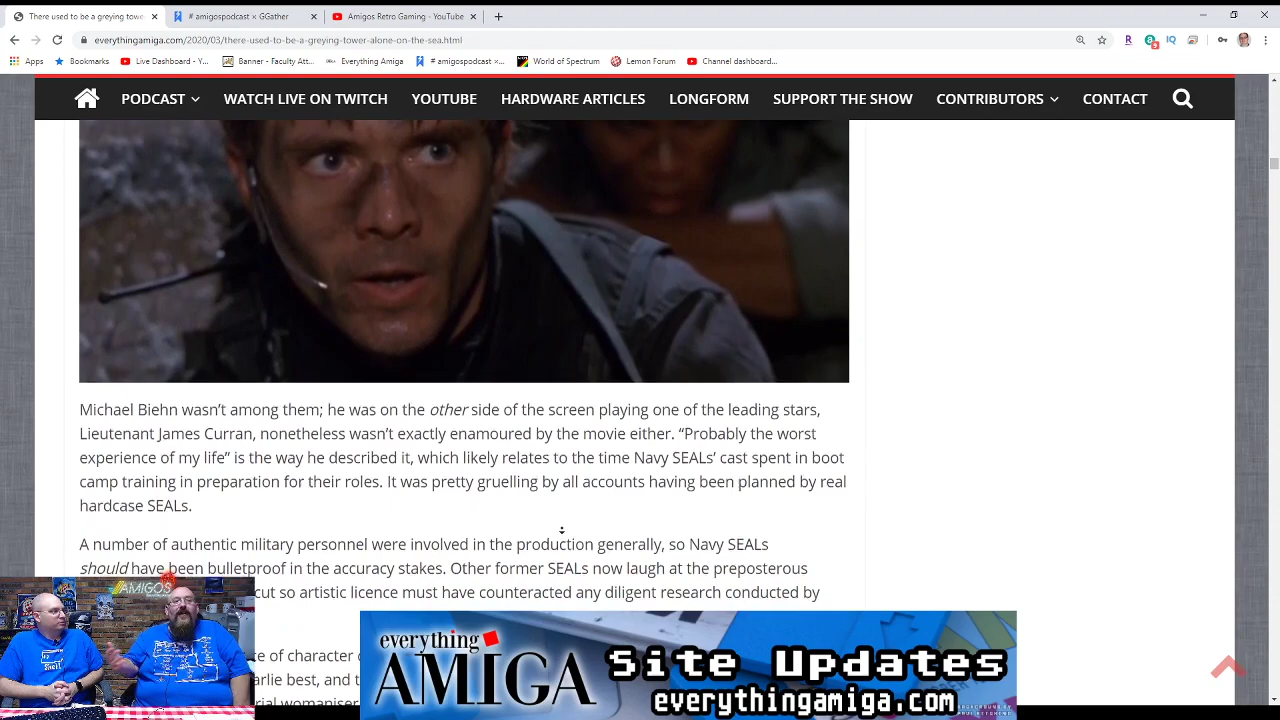 There used to be a greying tower
# amigospodcast × GGather
Amigos Retro Gaming - YouTube
everythingamiga.com/2020/03/there-used-to-be-a-greying-tower-alone-on-the-sea.html
Apps
Bookmarks
Live Dashboard - Y...
Banner - Faculty Att...
Everything Amiga
# amigospodcast ×...
World of Spectrum
Lemon Forum
Channel dashboard...
PODCAST
WATCH LIVE ON TWITCH
YOUTUBE
HARDWARE ARTICLES
LONGFORM
SUPPORT THE SHOW
CONTRIBUTORS
CONTACT
Michael Biehn wasn’t among them; he was on the other side of the screen playing one of the leading stars,
Lieutenant James Curran, nonetheless wasn’t exactly enamoured by the movie either. “Probably the worst
experience of my life” is the way he described it, which likely relates to the time Navy SEALs’ cast spent in boot
camp training in preparation for their roles. It was pretty gruelling by all accounts having been planned by real
hardcase SEALs.
A number of authentic military personnel were involved in the production generally, so Navy SEALs
should have been bulletproof in the accuracy stakes. Other former SEALs now laugh at the preposterous
cut so artistic licence must have counteracted any diligent research conducted by
of character
arlie best, and
womanise
AMIGOS
everything
AMIGA
Site Updates
everythingamiga.com